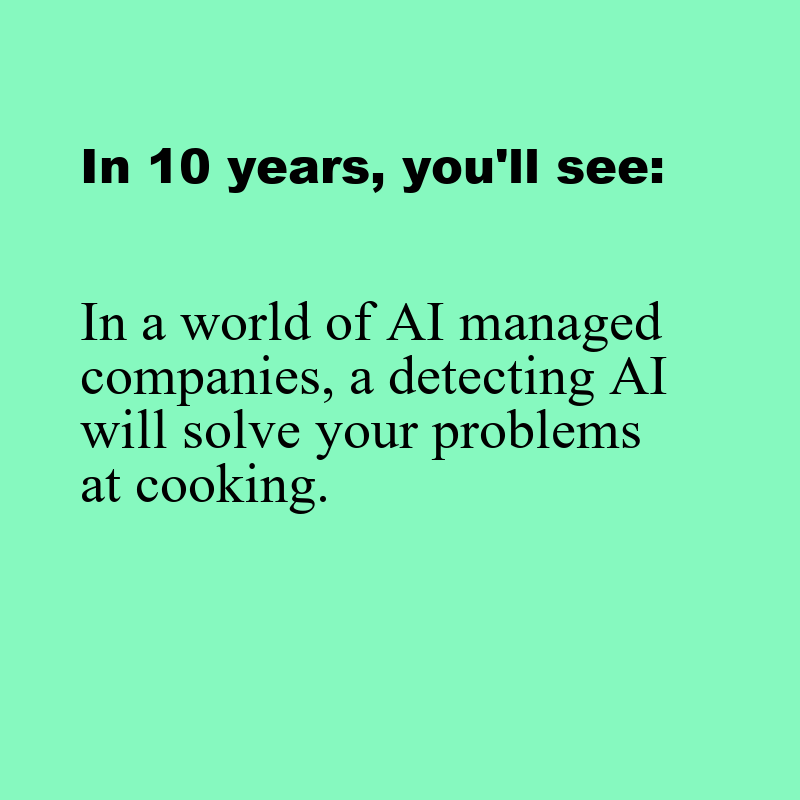 In 10 years, you'll see:
In a world of AI managed
companies, a detecting AI
will solve your problems
at cooking.